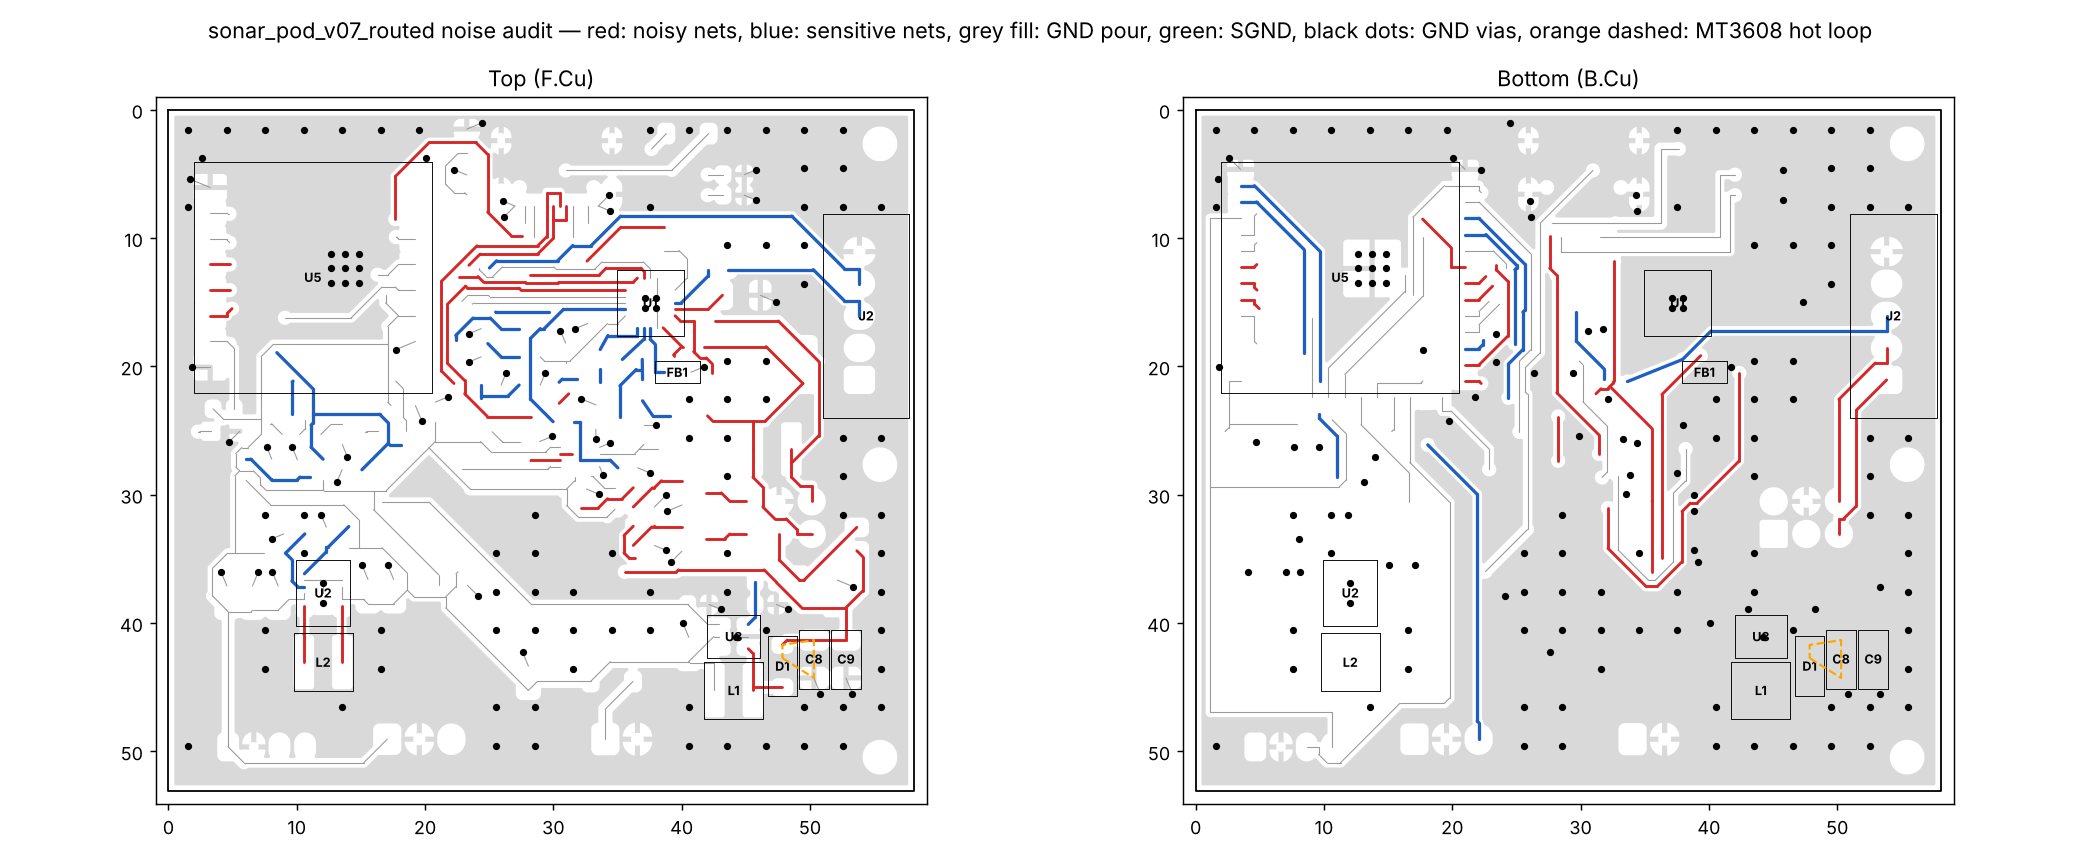 sonar_pod_v07_routed noise audit — red: noisy nets, blue: sensitive nets, grey fill: GND pour, green: SGND, black dots: GND vias, orange dashed: MT3608 hot loop
Top (F.Cu)
0
10
20
30
40
50
0
10
20
30
40
50
U5
J2
FB1
U2
L2
D1
C8
C9
L1
Bottom (B.Cu)
0
10
20
30
40
50
0
10
20
30
40
50
U5
J2
FB1
U2
L2
D1
C8
C9
L1